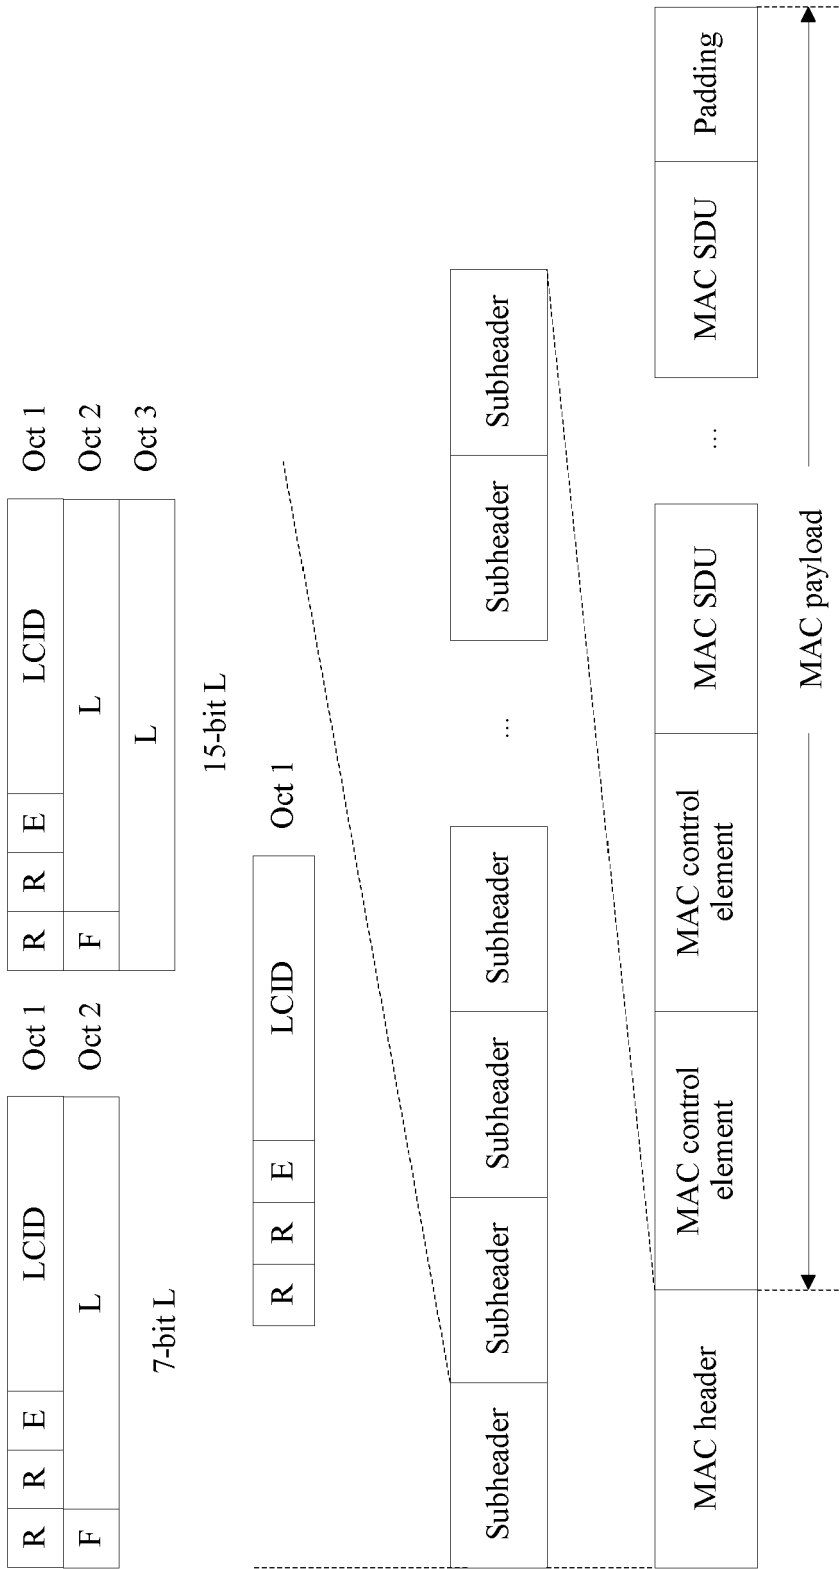 R R E LCID Oct 1
F L Oct 2
7-bit L
R R E LCID Oct 1
F L Oct 2
L Oct 3
15-bit L
R R E LCID Oct 1
Subheader Subheader Subheader Subheader ... Subheader Subheader
MAC header MAC control element MAC control element MAC SDU ... MAC SDU Padding
MAC payload